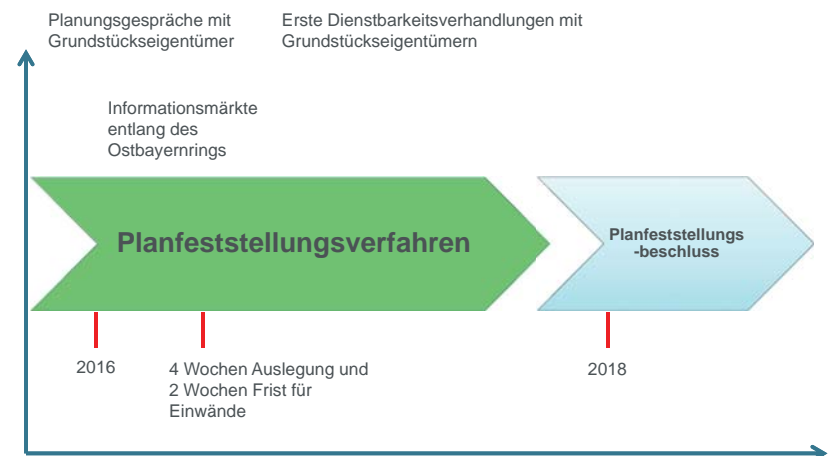 Planungsgespräche mit
Grundstückseigentümer
Erste Dienstbarkeitsverhandlungen mit
Grundstückseigentümern
Informationsmärkte
entlang des
Ostbayernrings
Planfeststellungsverfahren
Planfeststellungs
-beschluss
2016
4 Wochen Auslegung und
2 Wochen Frist für
Einwände
2018